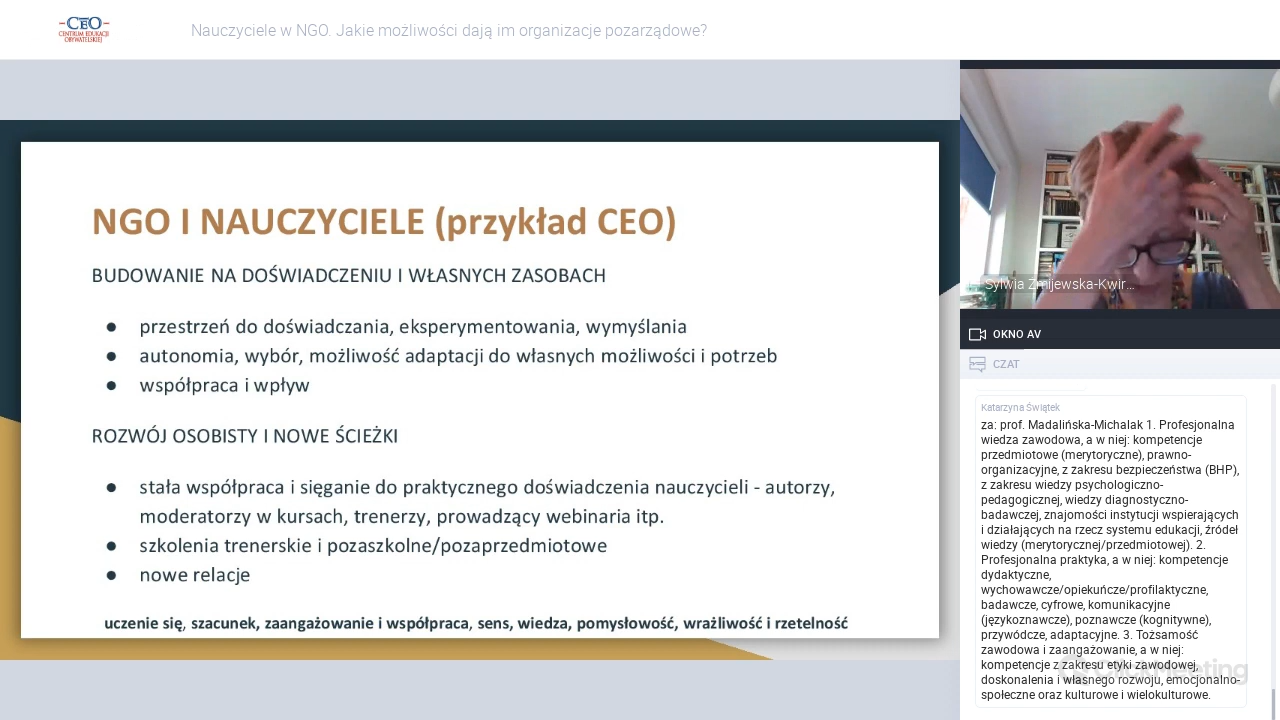 CEO
CENTRUM EDUKACJI
OBYWATELSKIEJ
Nauczyciele w NGO. Jakie możliwości dają im organizacje pozarządowe?
NGO I NAUCZYCIELE (przykład CEO)
BUDOWANIE NA DOŚWIADCZENIU I WŁASNYCH ZASOBACH
● przestrzeń do doświadczania, eksperymentowania, wymyślania
● autonomia, wybór, możliwość adaptacji do własnych możliwości i potrzeb
● współpraca i wpływ
ROZWÓJ OSOBISTY I NOWE ŚCIEŻKI
● stała współpraca i sięganie do praktycznego doświadczenia nauczycieli - autorzy,
moderatorzy w kursach, trenerzy, prowadzący webinaria itp.
● szkolenia trenerskie i pozaszkolne/pozaprzedmiotowe
● nowe relacje
uczenie się, szacunek, zaangażowanie i współpraca, sens, wiedza, pomysłowość, wrażliwość i rzetelność
Sylwia Żmijewska-Kwir...
OKNO AV
CZAT
Katarzyna Świątek
za: prof. Madalińska-Michalak 1. Profesjonalna
wiedza zawodowa, a w niej: kompetencje
przedmiotowe (merytoryczne), prawno-
organizacyjne, z zakresu bezpieczeństwa (BHP),
z zakresu wiedzy psychologiczno-
pedagogicznej, wiedzy diagnostyczno-
badawczej, znajomości instytucji wspierających
i działających na rzecz systemu edukacji, źródeł
wiedzy (merytorycznej/przedmiotowej). 2.
Profesjonalna praktyka, a w niej: kompetencje
dydaktyczne,
wychowawcze/opiekuńcze/profilaktyczne,
badawcze, cyfrowe, komunikacyjne
(językoznawcze), poznawcze (kognitywne),
przywódcze, adaptacyjne. 3. Tożsamość
zawodowa i zaangażowanie, a w niej:
kompetencje z zakresu etyki zawodowej,
doskonalenia i własnego rozwoju, emocjonalno-
społeczne oraz kulturowe i wielokulturowe.
ClickMeeting